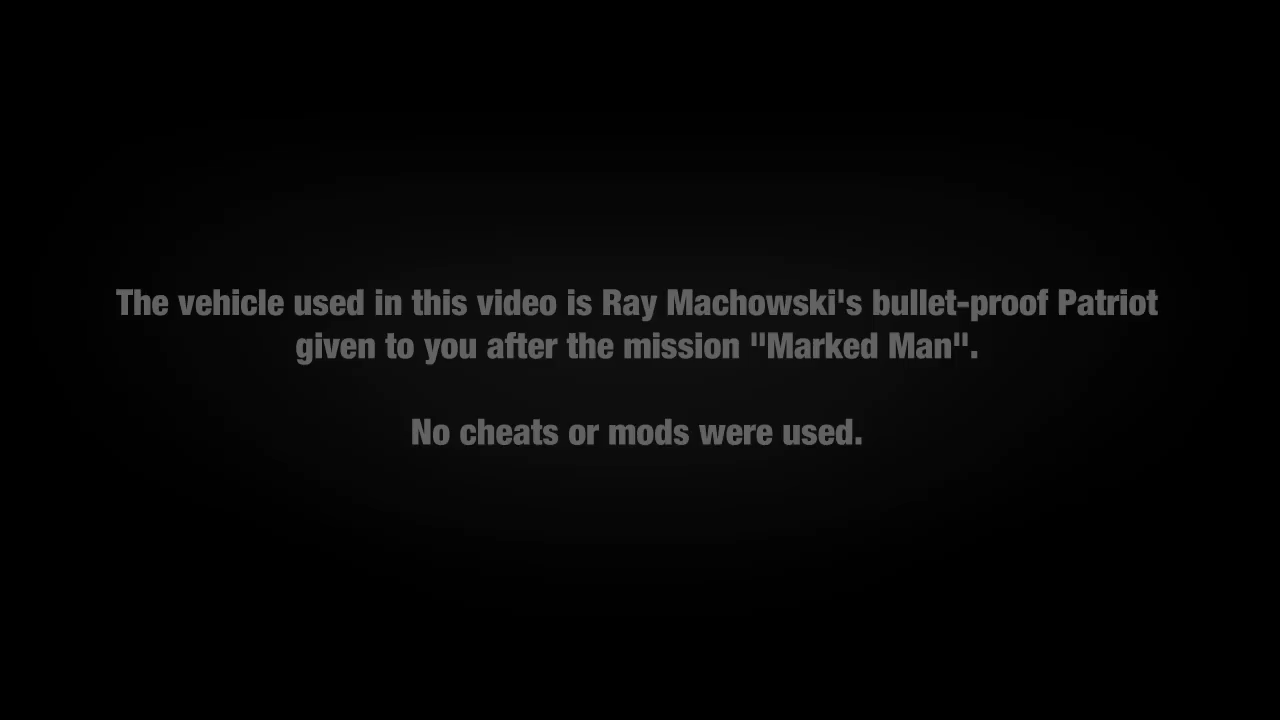 The vehicle used in this video is Ray Machowski's bullet-proof Patriot
given to you after the mission "Marked Man".
No cheats or mods were used.